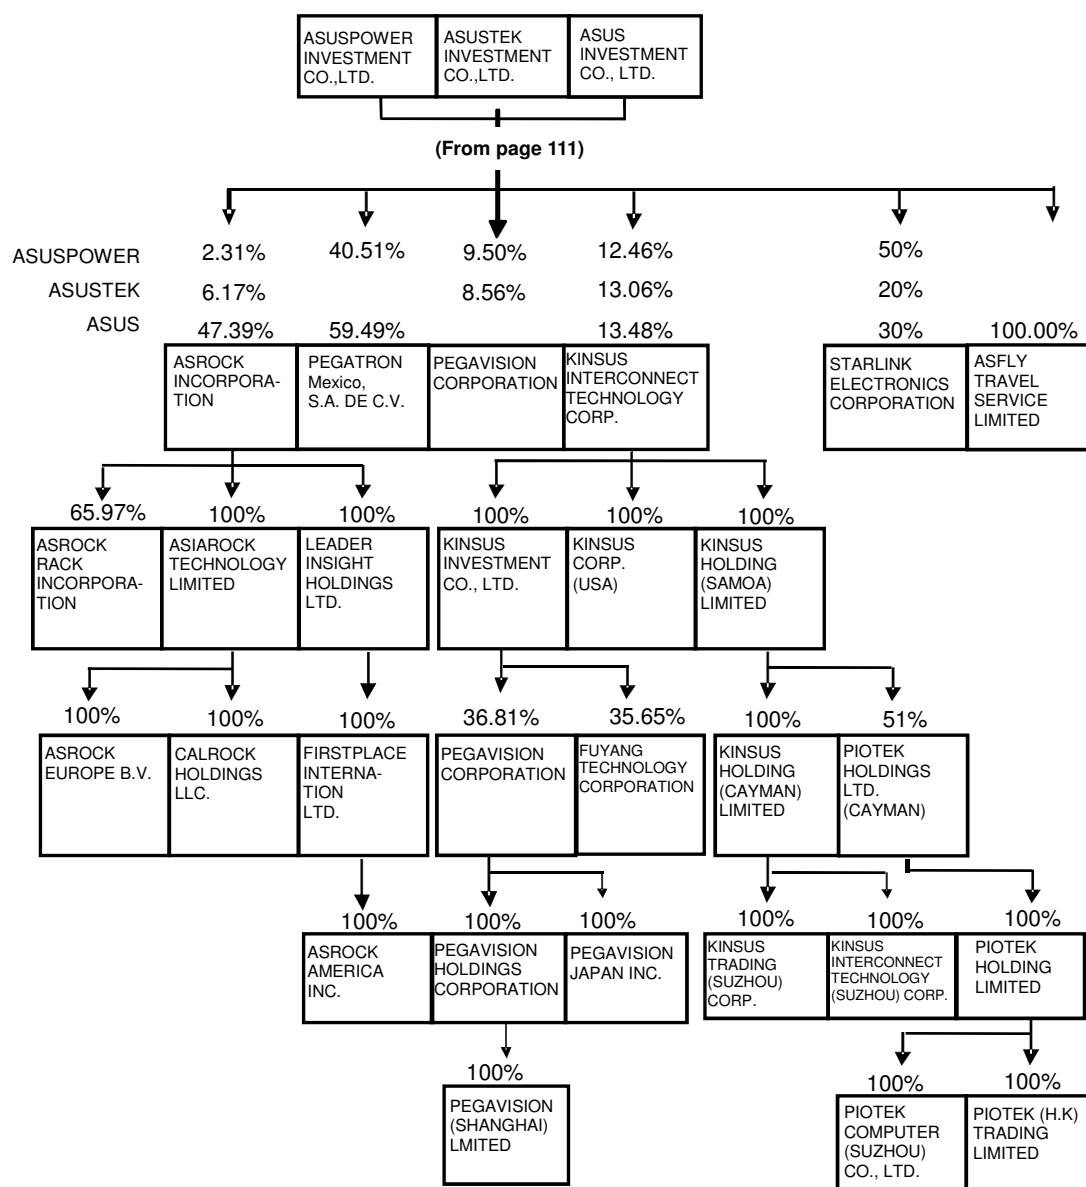 ASUSPOWER
INVESTMENT
CO.,LTD.
ASUSTEK
INVESTMENT
CO.,LTD.
ASUS
INVESTMENT
CO., LTD.
(From page 111)
ASUSPOWER 2.31% 40.51% 9.50% 12.46% 50%
ASUSTEK 6.17% 8.56% 13.06% 20%
ASUS 47.39% 59.49% 13.48% 30% 100.00%
ASROCK
INCORPORA-
TION
PEGATRON
Mexico,
S.A. DE C.V.
PEGAVISION
CORPORATION
KINSUS
INTERCONNECT
TECHNOLOGY
CORP.
STARLINK
ELECTRONICS
CORPORATION
ASFLY
TRAVEL
SERVICE
LIMITED
65.97% 100% 100% 100% 100% 100%
ASROCK
RACK
INCORPORA-
TION
ASIAROCK
TECHNOLOGY
LIMITED
LEADER
INSIGHT
HOLDINGS
LTD.
KINSUS
INVESTMENT
CO., LTD.
KINSUS
CORP.
(USA)
KINSUS
HOLDING
(SAMOA)
LIMITED
100% 100% 100% 36.81% 35.65% 100% 51%
ASROCK
EUROPE B.V.
CALROCK
HOLDINGS
LLC.
FIRSTPLACE
INTERNA-
TION
LTD.
PEGAVISION
CORPORATION
FUYANG
TECHNOLOGY
CORPORATION
KINSUS
HOLDING
(CAYMAN)
LIMITED
PIOTEK
HOLDINGS
LTD.
(CAYMAN)
100% 100% 100% 100% 100% 100%
ASROCK
AMERICA
INC.
PEGAVISION
HOLDINGS
CORPORATION
PEGAVISION
JAPAN INC.
KINSUS
TRADING
(SUZHOU)
CORP.
KINSUS
INTERCONNECT
TECHNOLOGY
(SUZHOU) CORP.
PIOTEK
HOLDING
LIMITED
100% 100% 100%
PEGAVISION
(SHANGHAI)
LMITED
PIOTEK
COMPUTER
(SUZHOU)
CO., LTD.
PIOTEK (H.K)
TRADING
LIMITED